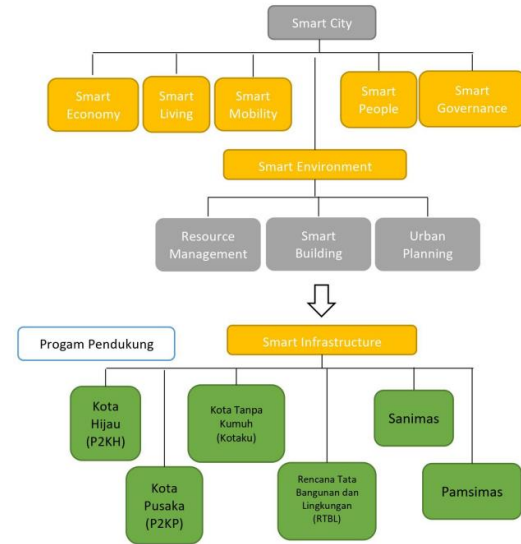 Smart City
Smart
Economy
Smart
Living
Smart
Mobility
Smart
People
Smart
Governance
Smart Environment
Resource
Management
Smart
Building
Urban
Planning
Progam Pendukung
Smart Infrastructure
Kota
Hijau
(P2KH)
Kota Tanpa
Kumuh
(Kotaku)
Sanimas
Kota
Pusaka
(P2KP)
Rencana Tata
Bangunan dan
Lingkungan
(RTBL)
Pamsimas